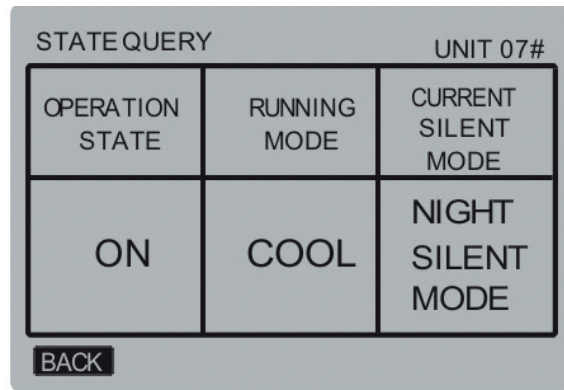 STATE QUERY
UNIT 07#
OPERATION
STATE
RUNNING
MODE
CURRENT
SILENT
MODE
ON
COOL
NIGHT
SILENT
MODE
BACK